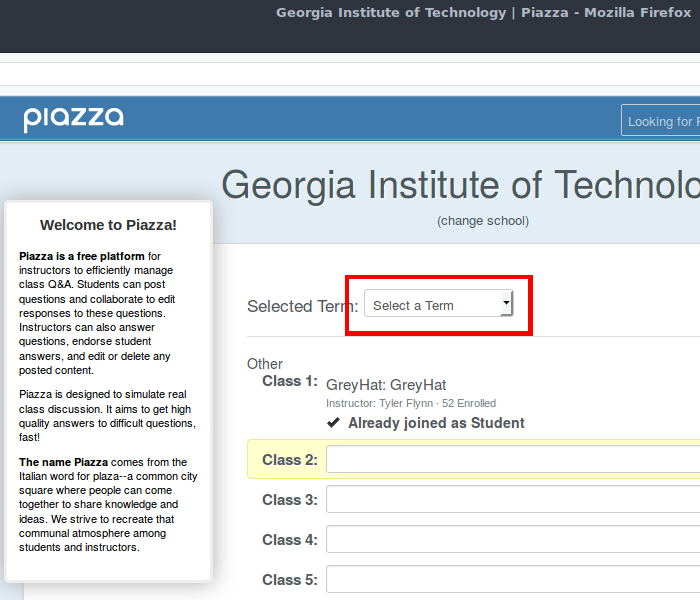 Georgia Institute of Technology | Piazza - Mozilla Firefox
piazza
Looking for
Georgia Institute of Technolo
(change school)
Welcome to Piazza!
Piazza is a free platform for
instructors to efficiently manage
class Q&A. Students can post
questions and collaborate to edit
responses to these questions.
Instructors can also answer
questions, endorse student
answers, and edit or delete any
posted content.
Piazza is designed to simulate real
class discussion. It aims to get high
quality answers to difficult questions,
fast!
The name Piazza comes from the
Italian word for plaza--a common city
square where people can come
together to share knowledge and
ideas. We strive to recreate that
communal atmosphere among
students and instructors.
Selected Term: Select a Term
Other
Class 1: GreyHat: GreyHat
Instructor: Tyler Flynn · 52 Enrolled
✔ Already joined as Student
Class 2:
Class 3:
Class 4:
Class 5: